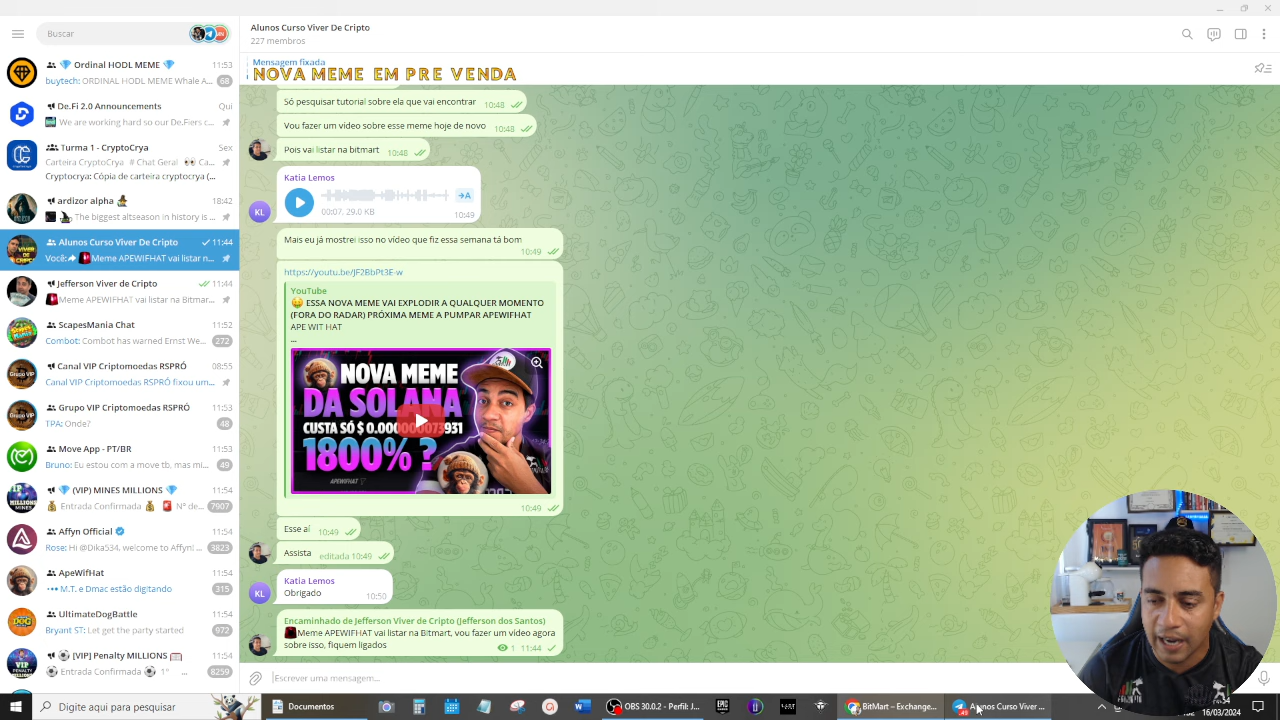 Buscar
Ordinal HODL MEME 11:53
buytech: ORDINAL HODL MEME Whale A... 68
De.Fi 2.0 Announcements Qui
We are working hard so our De.Fiers c...
Turma 1 - CryptoCrya Sex
Carteira CryptoCrya # Chat Geral 👀 Ca...
Cryptocrya: Cópia de carteira cryptocrya (...
ardizor alpha 18:42
The biggest altseason in history is ...
Alunos Curso Viver De Cripto 11:44
Você: Meme APEWIFHAT vai listar n...
Jefferson Viver de Cripto 11:44
Meme APEWIFHAT vai listar na Bitmar...
ScapesMania Chat 11:52
Combot: Combot has warned Ernst We... 272
Canal VIP Criptomoedas RSPRÓ 08:55
Canal VIP Criptomoedas RSPRÓ fixou um...
Grupo VIP Criptomoedas RSPRÓ 11:53
TPA: Onde? 48
Move App - PT/BR 11:53
Bruno: Eu estou com a move tb, mas mi... 49
(VIP) MINES MILLIONS 11:54
Entrada Confirmada 💰 🚨 Nº de... 7907
Affyn Official 11:54
Rose: Hi @Dika534, welcome to Affyn! ... 3823
ApeWifHat 11:54
M.T. e Dmac estão digitando 315
UltimateDogBattle 11:54
Bryant ST: Let get the party started 972
[VIP] Penalty MILLIONS 11:54
Entrada Confirmada ⚽ 1° ... 8259
Alunos Curso Viver De Cripto
227 membros
Mensagem fixada
NOVA MEME EM PRE VENDA
Só pesquisar tutorial sobre ela que vai encontrar 10:48
Vou fazer um vídeo sobre esse meme hoje de novo 10:48
Pois vai listar na bitmart 10:48
Katia Lemos
KL
→A
00:07, 29.0 KB 10:49
Mais eu já mostrei isso no vídeo que fiz essa semana tá bom
10:49
https://youtu.be/JF2BbPt3E-w
YouTube
🤑 ESSA NOVA MEME VAI EXPLODIR A QUALQUER MOMENTO
(FORA DO RADAR) PRÓXIMA MEME A PUMPAR APEWIFHAT
APE WIT HAT
...
NOVA MEME
DA SOLANA
CUSTA SÓ $ 0.000000073931
1800% ?
APEWIFHAT
10:49
Esse aí 10:49
Assista editada 10:49
Katia Lemos
KL
Obrigado 10:50
Encaminhado de Jefferson Viver de Cripto (Jefferson dos Santos)
Meme APEWIFHAT vai listar na Bitmart, vou fazer um vídeo agora
sobre isso, fiquem ligados 1 11:44
Escrever uma mensagem...
Digite aqui para pesquisar
Documentos
OBS 30.0.2 - Perfil: J...
BitMart – Exchange...
Alunos Curso Viver ...
16/03/2024